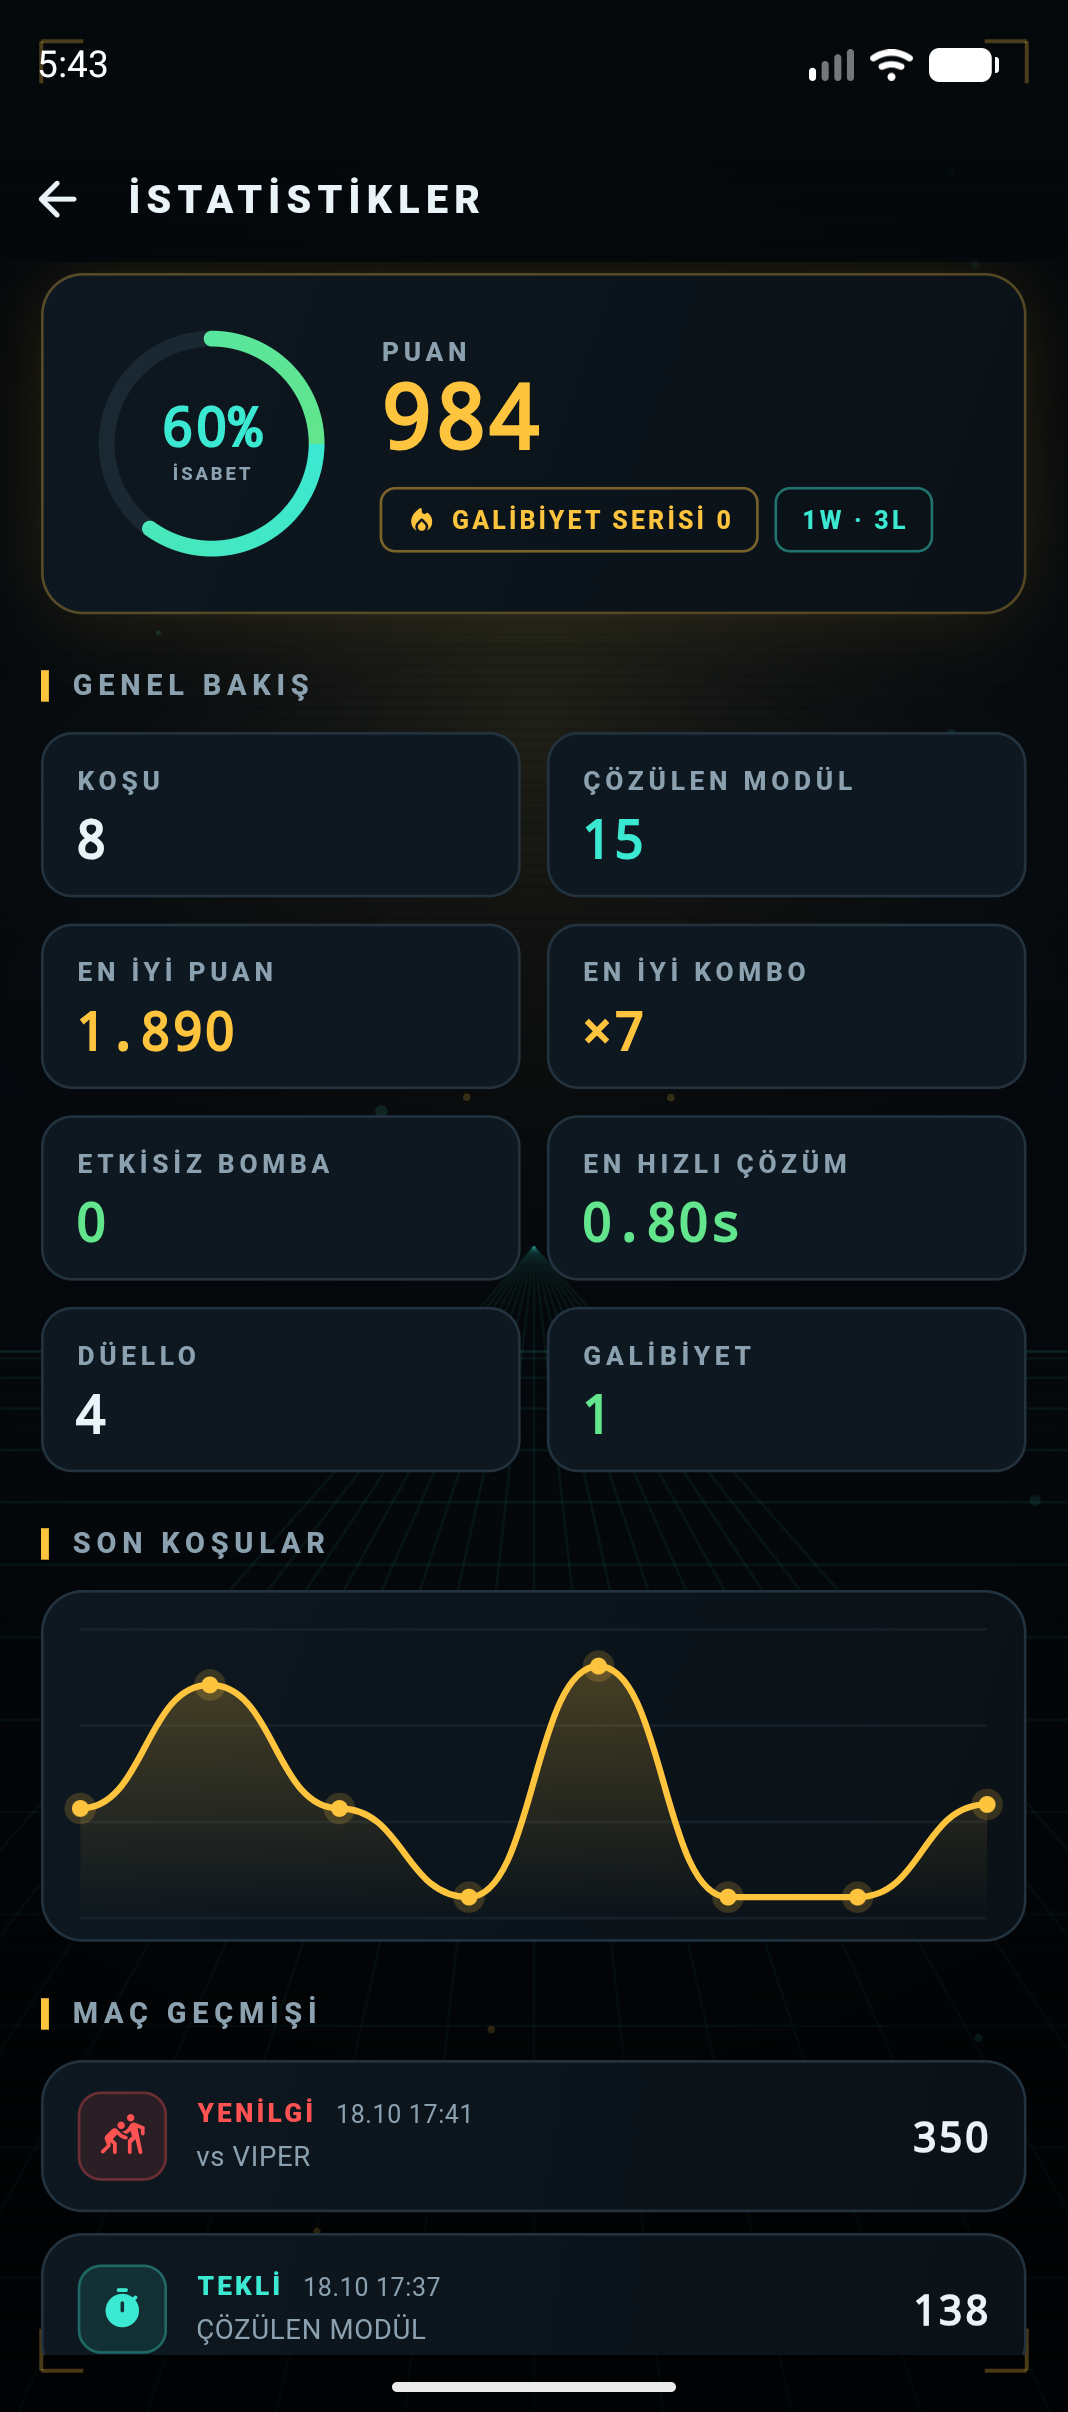 5:43
İSTATİSTİKLER
60%
İSABET
PUAN
984
GALİBİYET SERİSİ 0
1W · 3L
GENEL BAKIŞ
KOŞU
8
ÇÖZÜLEN MODÜL
15
EN İYİ PUAN
1.890
EN İYİ KOMBO
×7
ETKİSİZ BOMBA
0
EN HIZLI ÇÖZÜM
0.80s
DÜELLO
4
GALİBİYET
1
SON KOŞULAR
MAÇ GEÇMİŞİ
YENİLGİ 18.10 17:41
vs VIPER
350
TEKLİ 18.10 17:37
ÇÖZÜLEN MODÜL
138